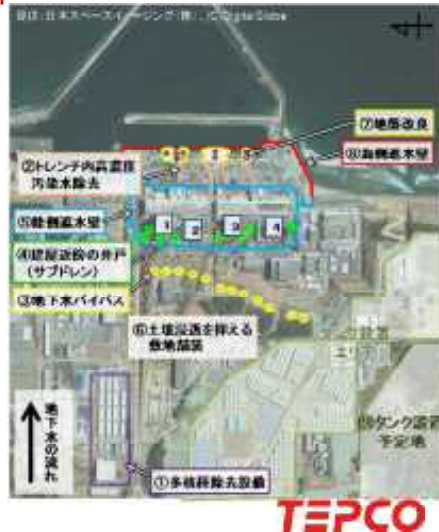 提供:日本スペースイメージング(株)、(C)DigitalGlobe
⑦地盤改良
②トレンチ内高濃度
汚染水除去
⑧海側遮水壁
⑤陸側遮水壁
1
2
3
4
④建屋近傍の井戸
(サブドレン)
③地下水バイパス
⑥土壌浸透を抑える
敷地舗装
タンク設置
予定地
地下水の流れ
①多核種除去設備
TEPCO